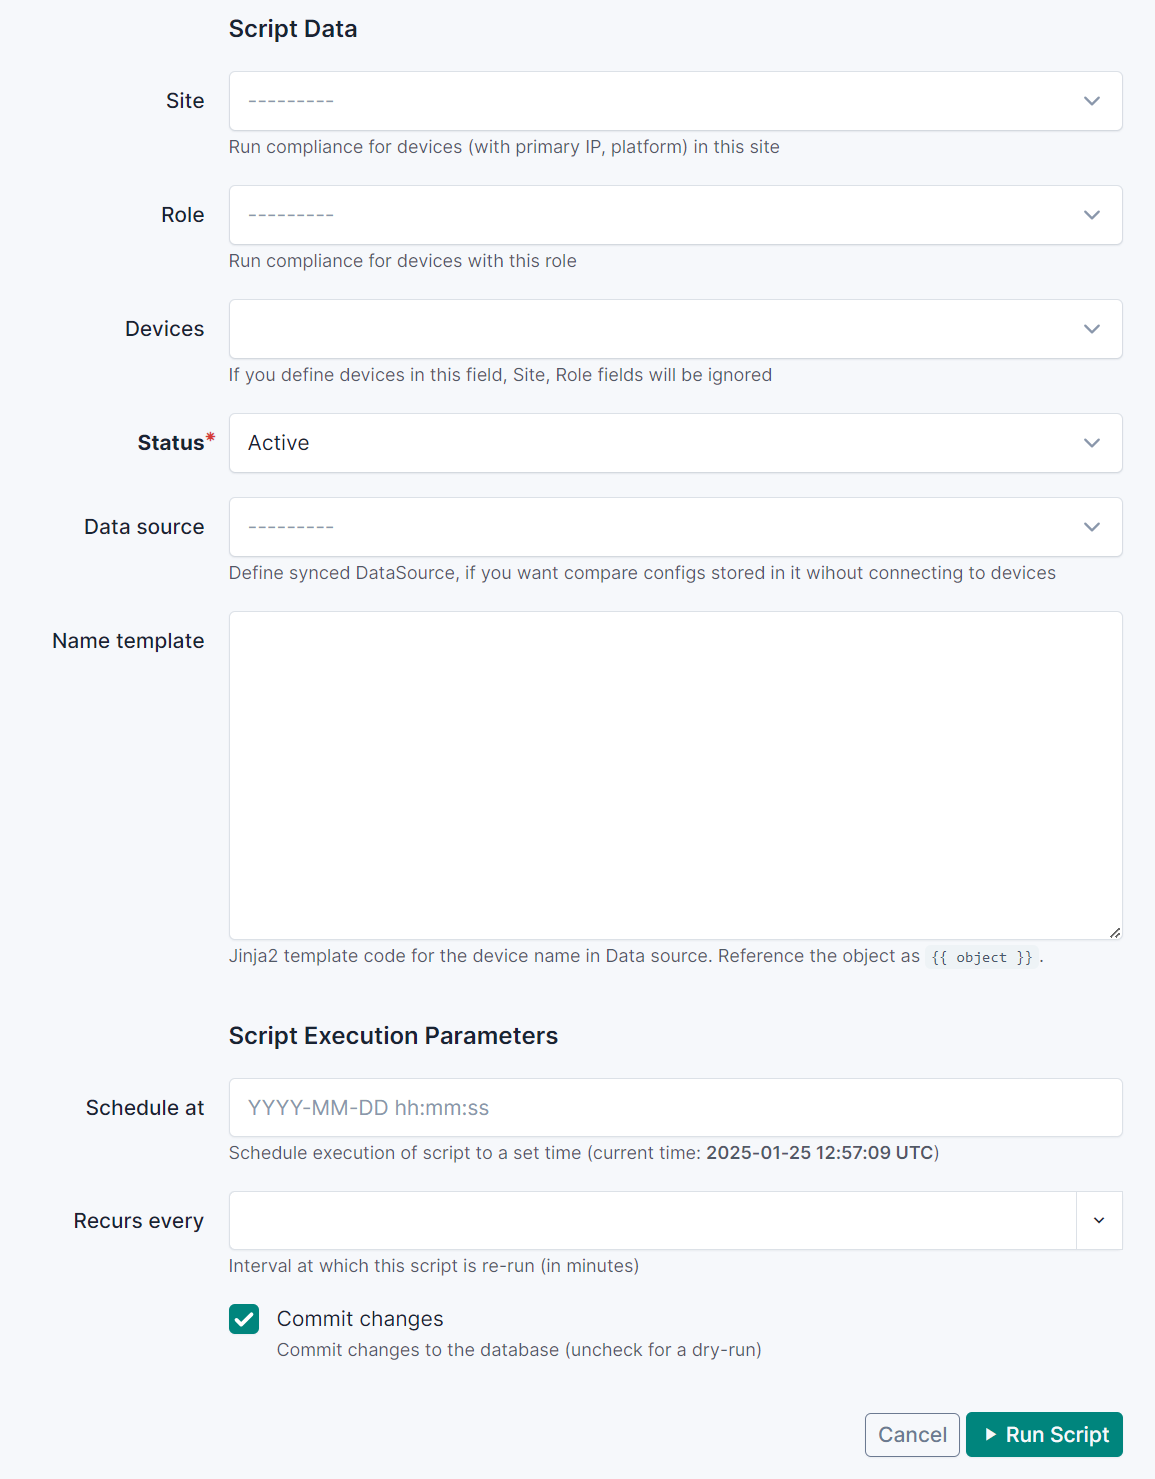 Script Data
Site
---------
Run compliance for devices (with primary IP, platform) in this site
Role
---------
Run compliance for devices with this role
Devices
If you define devices in this field, Site, Role fields will be ignored
Status*
Active
Data source
---------
Define synced DataSource, if you want compare configs stored in it wihout connecting to devices
Name template
Jinja2 template code for the device name in Data source. Reference the object as {{ object }}.
Script Execution Parameters
Schedule at
YYYY-MM-DD hh:mm:ss
Schedule execution of script to a set time (current time: 2025-01-25 12:57:09 UTC)
Recurs every
Interval at which this script is re-run (in minutes)
Commit changes
Commit changes to the database (uncheck for a dry-run)
Cancel
Run Script